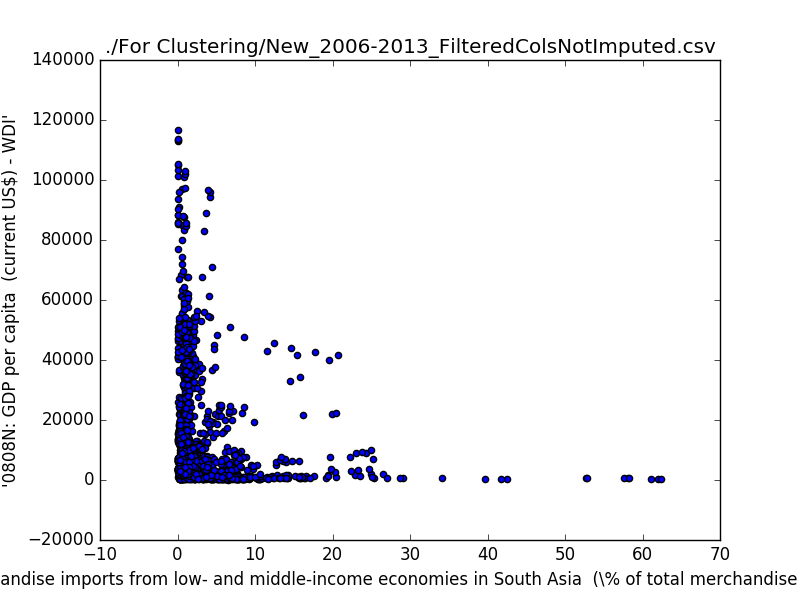 ./For Clustering/New_2006-2013_FilteredColsNotImputed.csv
140000
120000
100000
80000
60000
40000
20000
0
−20000
'0808N: GDP per capita  (current US$) - WDI'
−10 0 10 20 30 40 50 60 70
andise imports from low- and middle-income economies in South Asia  (\% of total merchandise